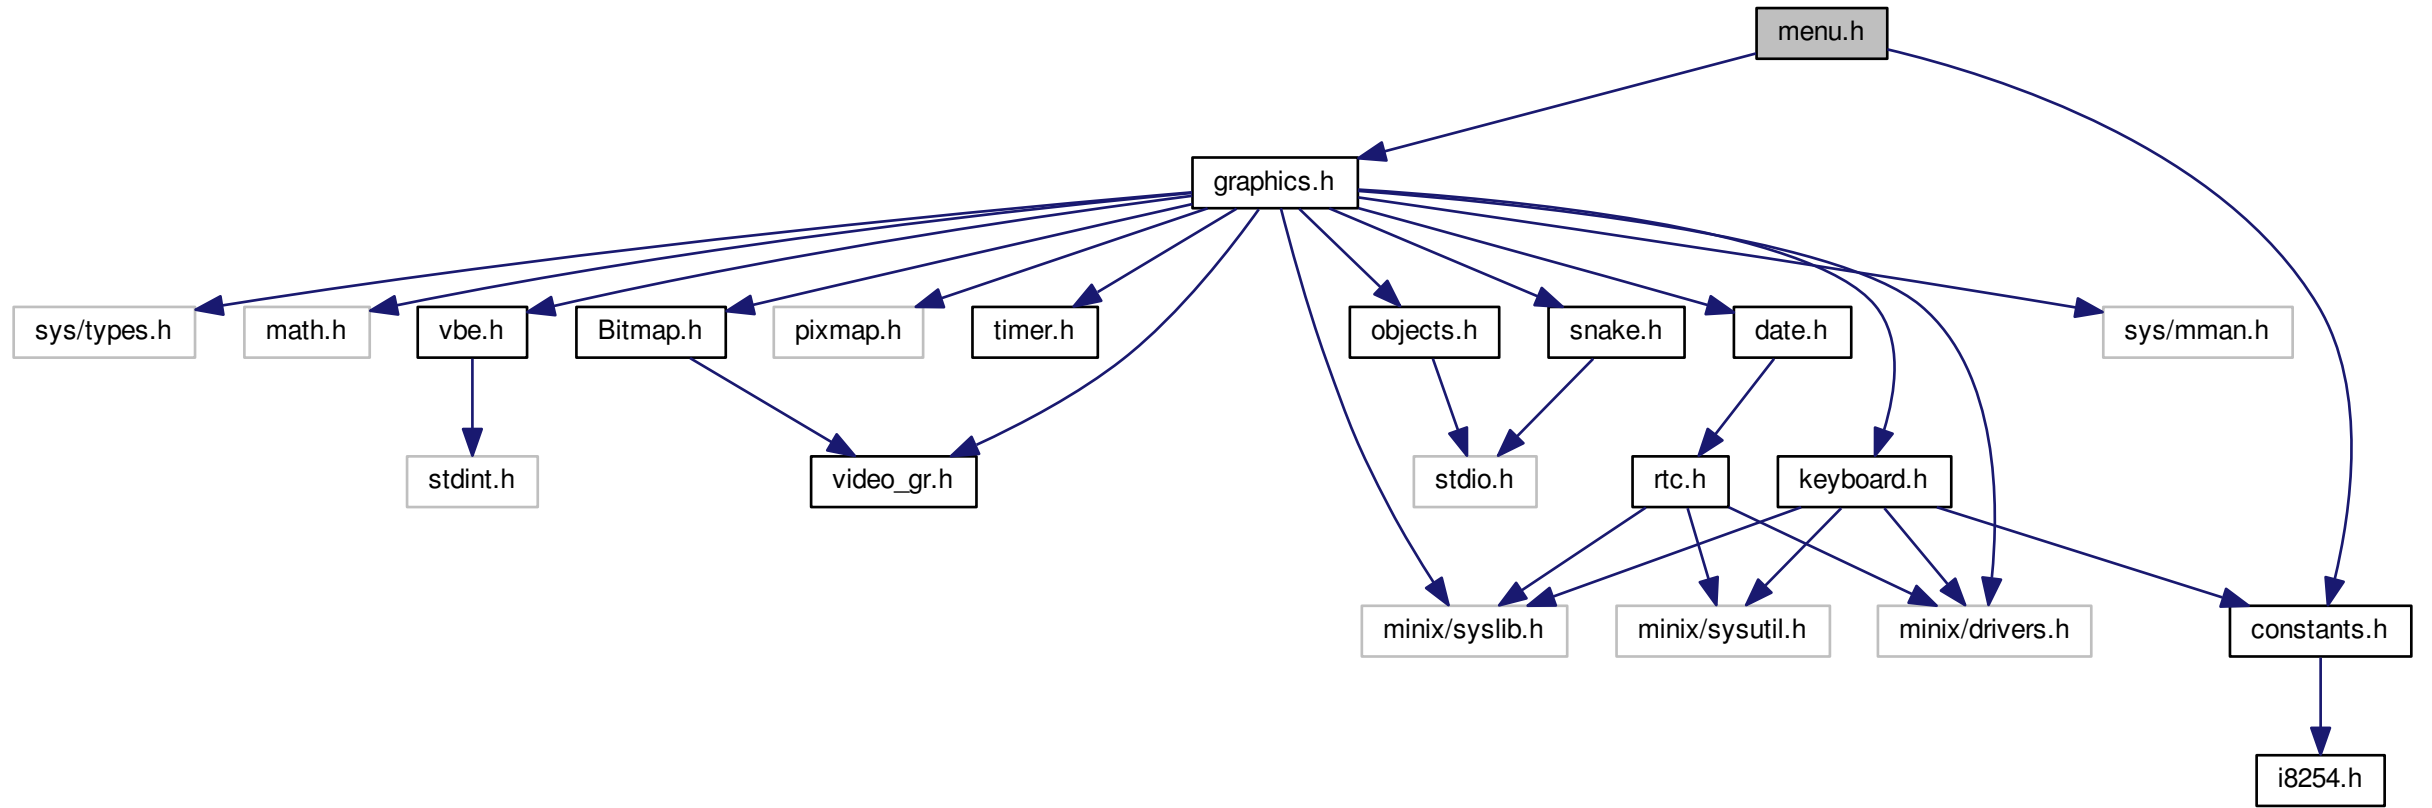 menu.h
graphics.h
sys/types.h
math.h
vbe.h
Bitmap.h
pixmap.h
timer.h
objects.h
snake.h
date.h
sys/mman.h
stdint.h
video_gr.h
stdio.h
rtc.h
keyboard.h
minix/syslib.h
minix/sysutil.h
minix/drivers.h
constants.h
i8254.h